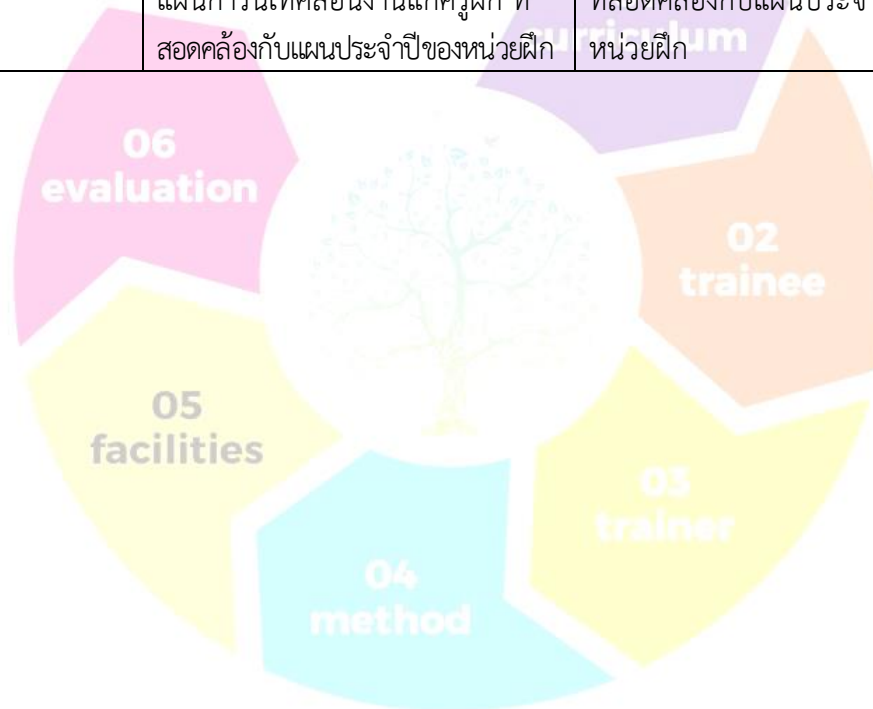 แผนการนิเทศสอนงานแก่ครูฝึก ที่
สอดคล้องกับแผนประจำปีของหน่วยฝึก
ที่สอดคล้องกับแผนประจำ
หน่วยฝึก
curriculum
02
trainee
03
trainer
04
method
05
facilities
06
evaluation